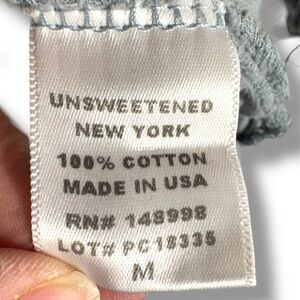 UNSWEETENED
NEW YORK
100% COTTON
MADE IN USA
RN# 148998
LOT# PC18335
M